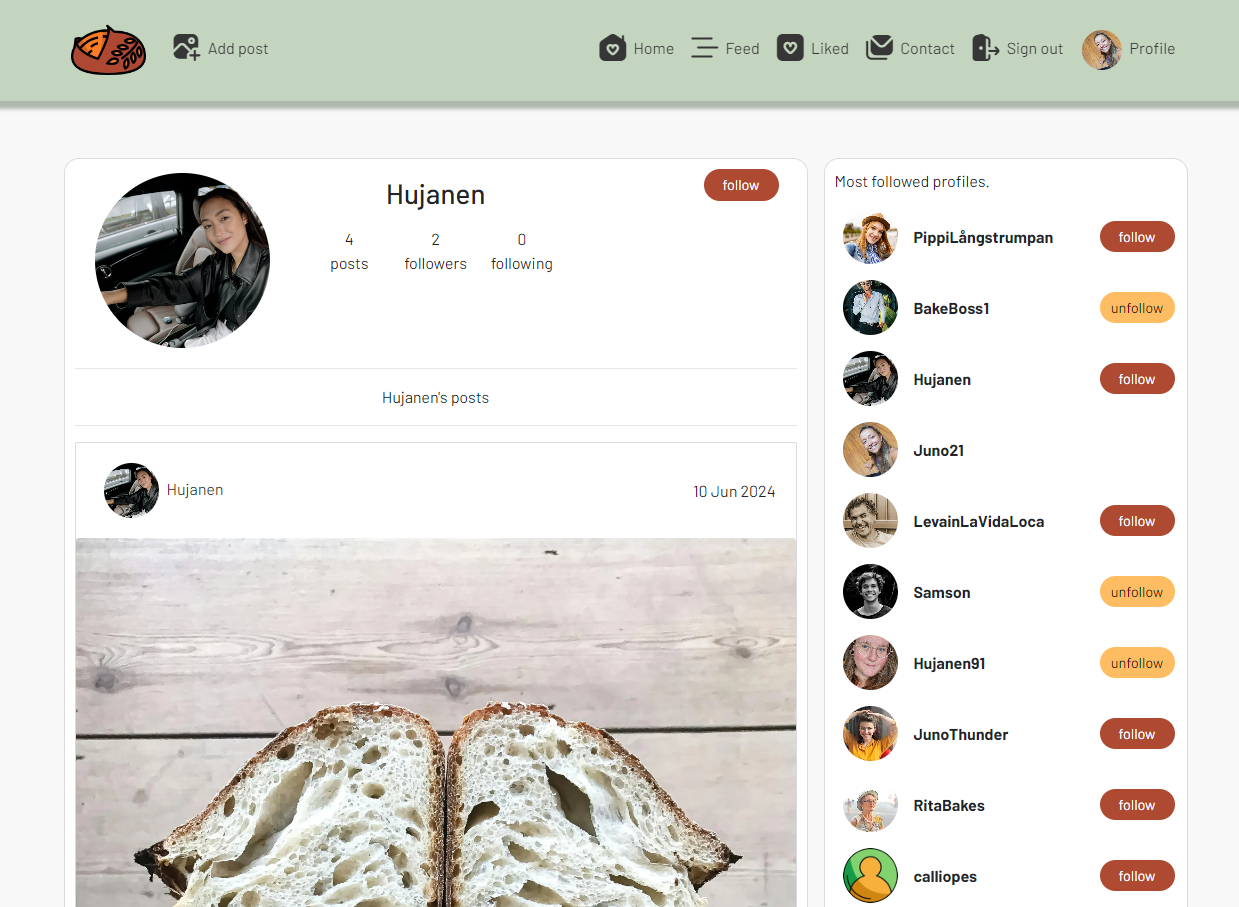 Add post
Home
Feed
Liked
Contact
Sign out
Profile
Hujanen
follow
4
posts
2
followers
0
following
Hujanen's posts
Hujanen
10 Jun 2024
Most followed profiles.
PippiLångstrumpan
follow
BakeBoss1
unfollow
Hujanen
follow
Juno21
LevainLaVidaLoca
follow
Samson
unfollow
Hujanen91
unfollow
JunoThunder
follow
RitaBakes
follow
calliopes
follow